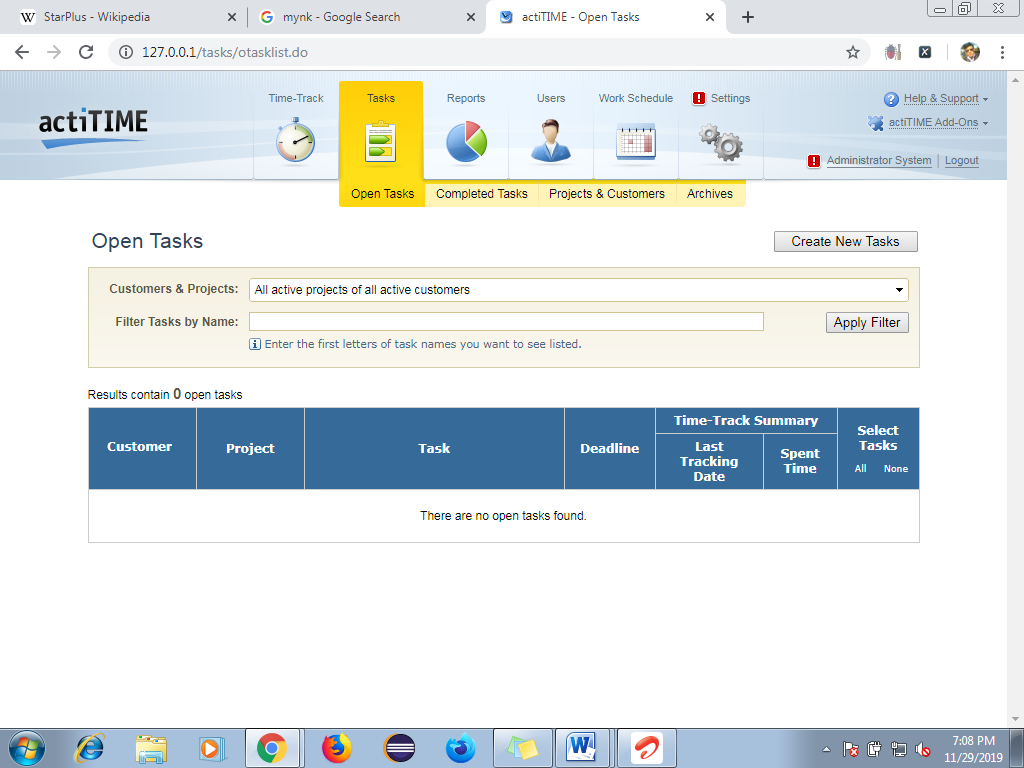 StarPlus - Wikipedia
mynk - Google Search
actiTIME - Open Tasks
127.0.0.1/tasks/otasklist.do
actiTIME
Time-Track
Tasks
Reports
Users
Work Schedule
Settings
Help & Support
actiTIME Add-Ons
Administrator System
Logout
Open Tasks
Completed Tasks
Projects & Customers
Archives
Open Tasks
Create New Tasks
Customers & Projects:
All active projects of all active customers
Filter Tasks by Name:
Apply Filter
Enter the first letters of task names you want to see listed.
Results contain 0 open tasks
Customer
Project
Task
Deadline
Time-Track Summary
Last
Tracking
Date
Spent
Time
Select
Tasks
All None
There are no open tasks found.
7:08 PM
11/29/2019